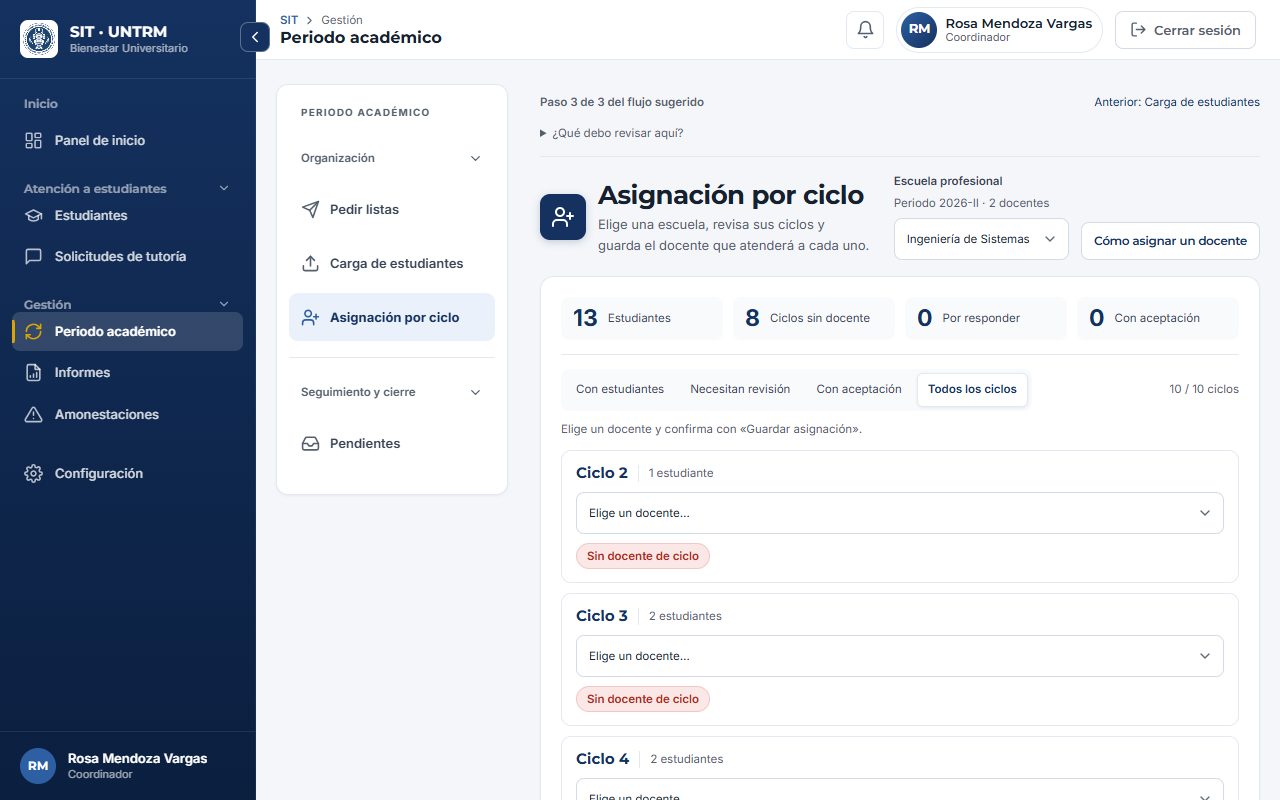 SIT · UNTRM
Bienestar Universitario
Inicio
Panel de inicio
Atención a estudiantes
Estudiantes
Solicitudes de tutoría
Gestión
Periodo académico
Informes
Amonestaciones
Configuración
RM
Rosa Mendoza Vargas
Coordinador
SIT > Gestión
Periodo académico
RM
Rosa Mendoza Vargas
Coordinador
Cerrar sesión
PERIODO ACADÉMICO
Organización
Pedir listas
Carga de estudiantes
Asignación por ciclo
Seguimiento y cierre
Pendientes
Paso 3 de 3 del flujo sugerido
Anterior: Carga de estudiantes
¿Qué debo revisar aquí?
Asignación por ciclo
Elige una escuela, revisa sus ciclos y
guarda el docente que atenderá a cada uno.
Escuela profesional
Periodo 2026-II · 2 docentes
Ingeniería de Sistemas
Cómo asignar un docente
13 Estudiantes
8 Ciclos sin docente
0 Por responder
0 Con aceptación
Con estudiantes
Necesitan revisión
Con aceptación
Todos los ciclos
10 / 10 ciclos
Elige un docente y confirma con «Guardar asignación».
Ciclo 2
1 estudiante
Elige un docente...
Sin docente de ciclo
Ciclo 3
2 estudiantes
Elige un docente...
Sin docente de ciclo
Ciclo 4
2 estudiantes
Elige un docente...